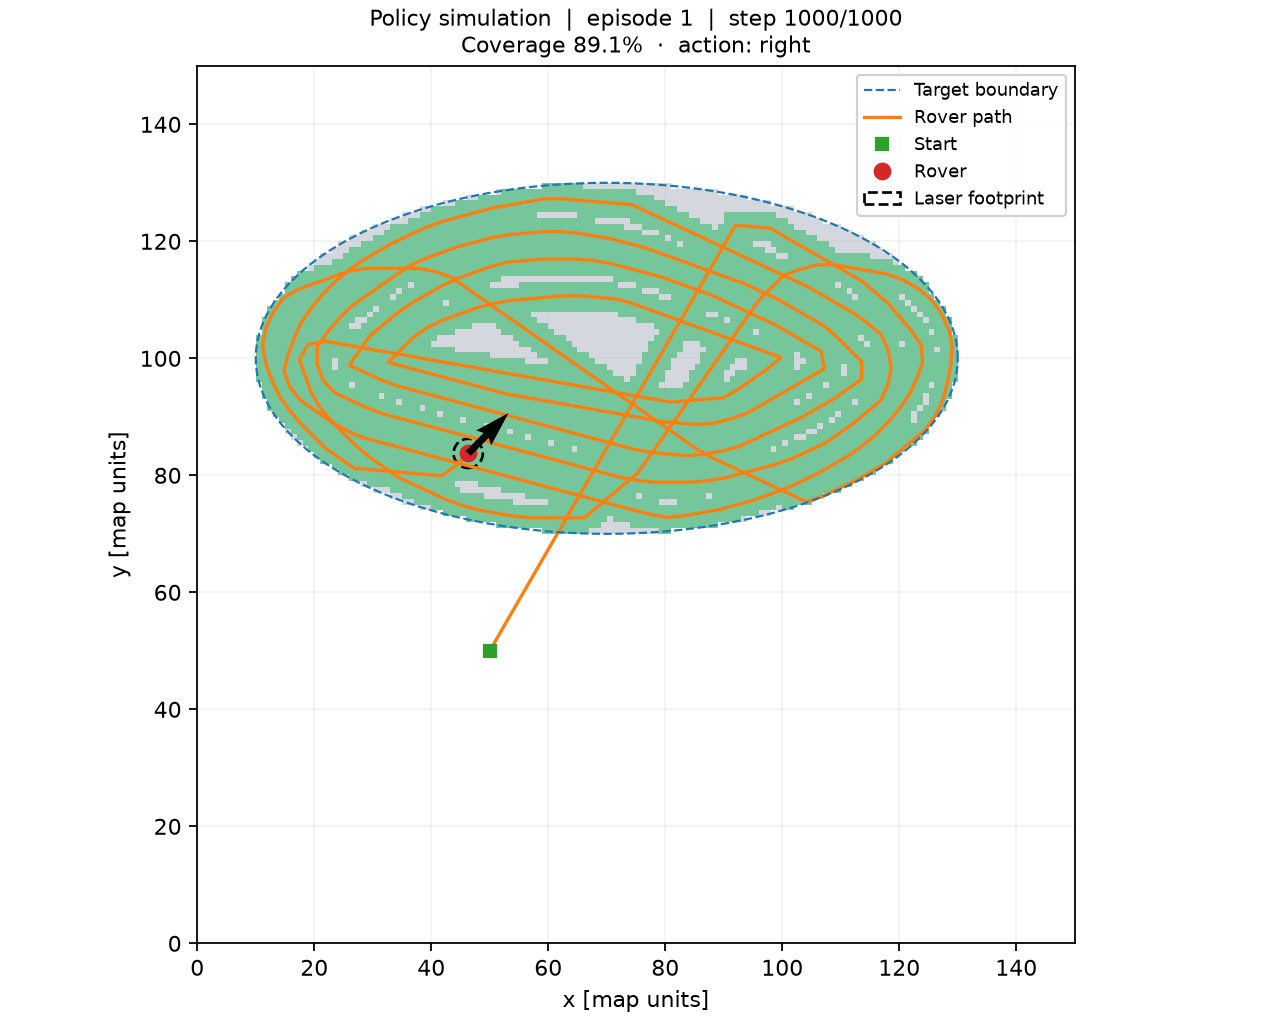 Policy simulation | episode 1 | step 1000/1000
Coverage 89.1% · action: right
Target boundary
Rover path
Start
Rover
Laser footprint
y [map units]
140
120
100
80
60
40
20
0
0 20 40 60 80 100 120 140
x [map units]